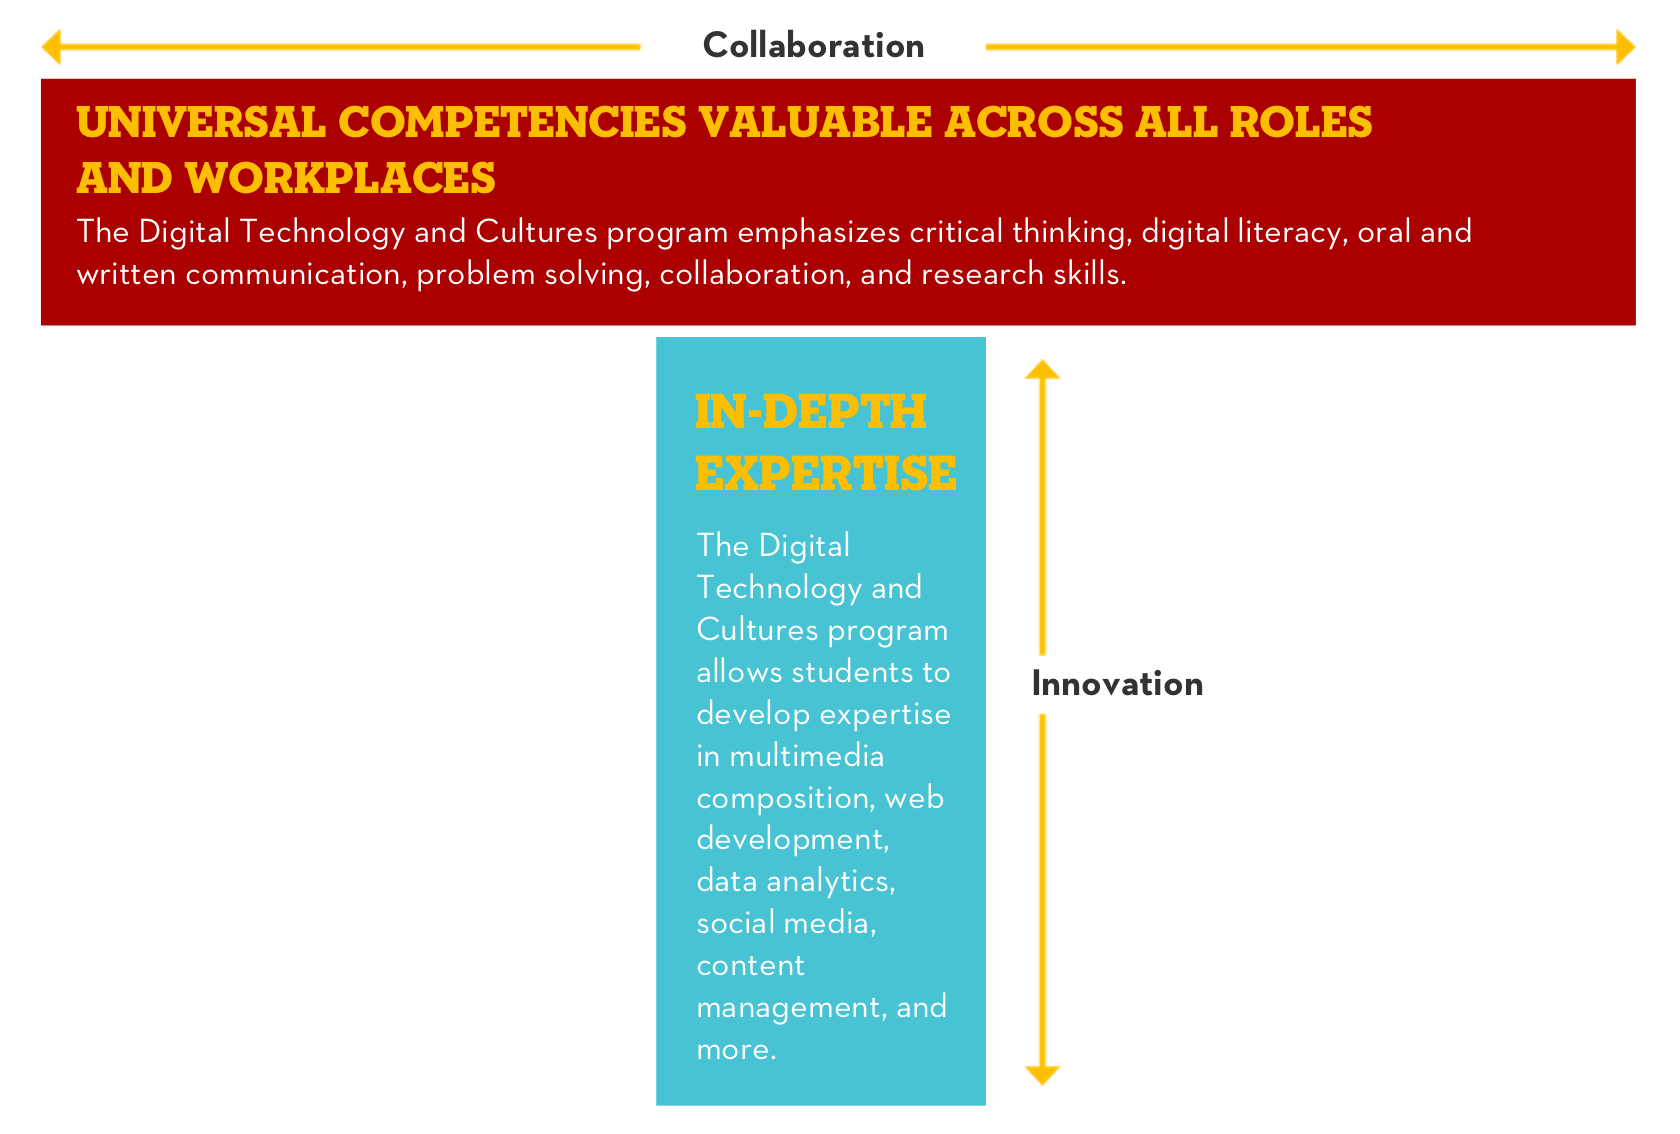 Collaboration
UNIVERSAL COMPETENCIES VALUABLE ACROSS ALL ROLES
AND WORKPLACES
The Digital Technology and Cultures program emphasizes critical thinking, digital literacy, oral and
written communication, problem solving, collaboration, and research skills.
IN-DEPTH
EXPERTISE
The Digital
Technology and
Cultures program
allows students to
develop expertise
in multimedia
composition, web
development,
data analytics,
social media,
content
management, and
more.
Innovation